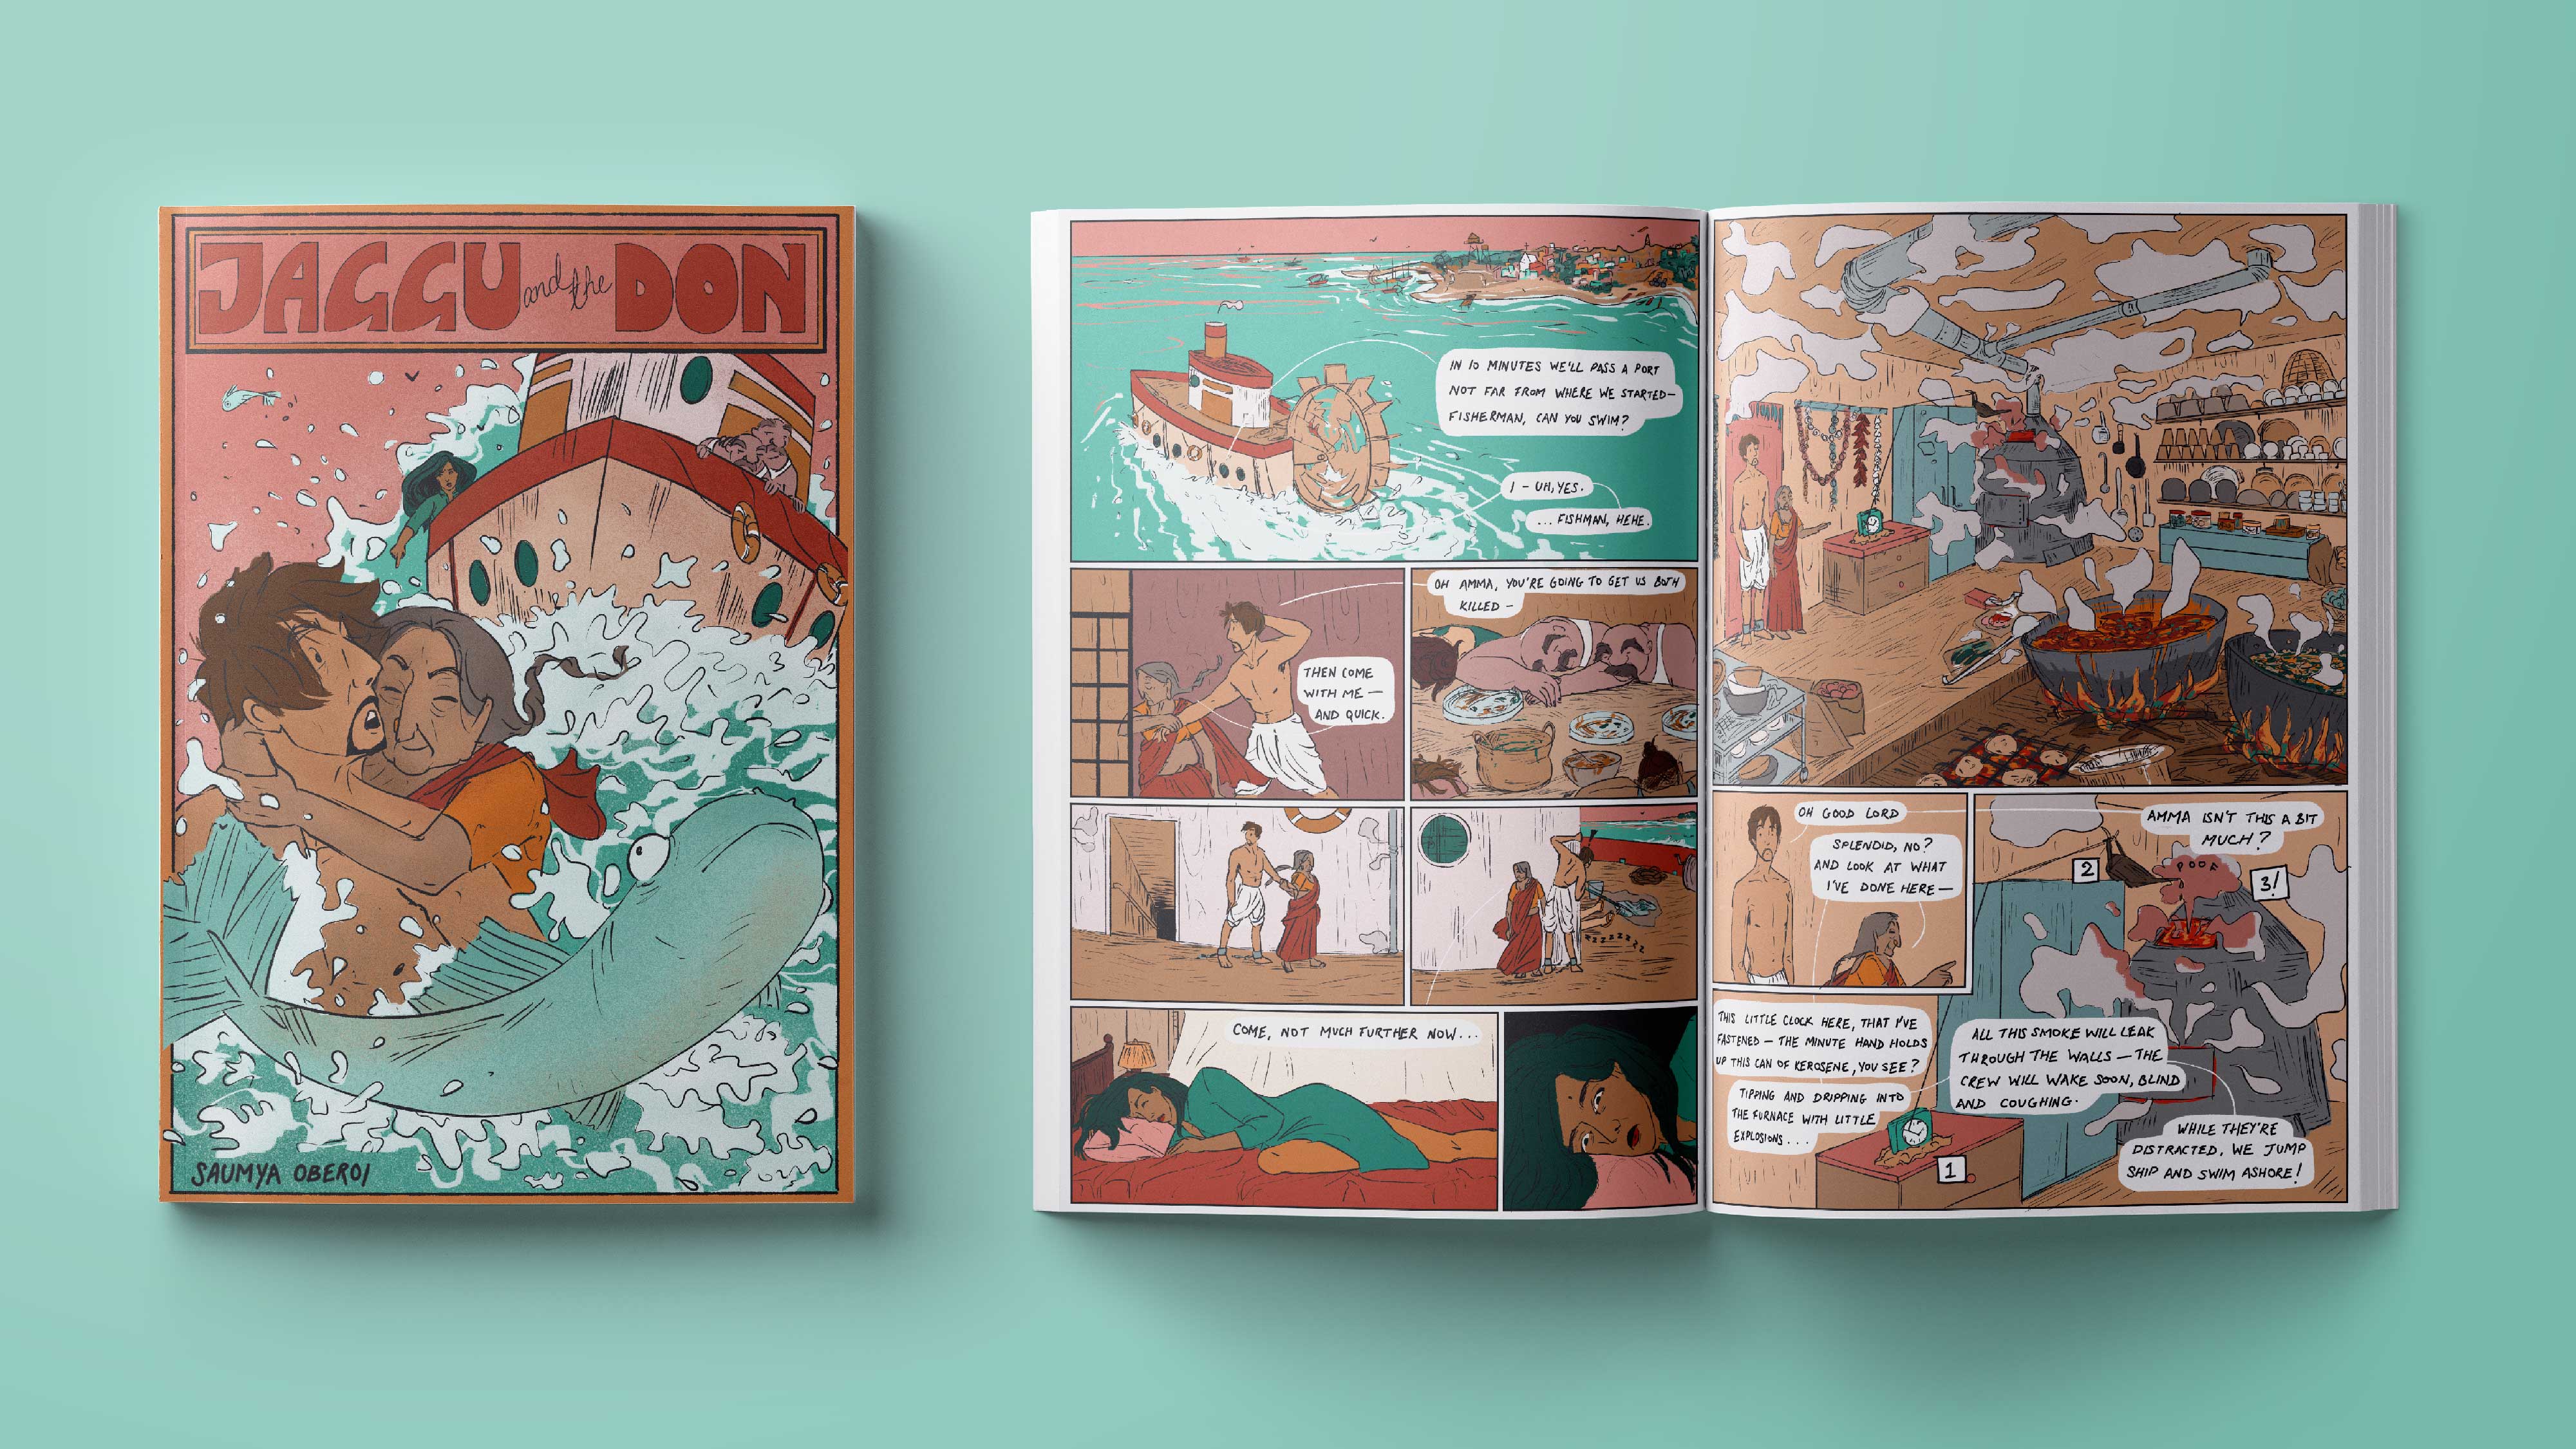 JAGGU and the DON
SAUMYA OBEROI
IN 10 MINUTES WE'LL PASS A PORT
NOT FAR FROM WHERE WE STARTED—
FISHERMAN, CAN YOU SWIM?
I - UH, YES.
...FISHMAN, HEHE.
THEN COME
WITH ME —
AND QUICK.
OH AMMA, YOU'RE GOING TO GET US BOTH
KILLED —
ZZZZZZZ
COME, NOT MUCH FURTHER NOW...
OH GOOD LORD
SPLENDID, NO?
AND LOOK AT WHAT
I'VE DONE HERE —
AMMA ISN'T THIS A BIT
MUCH?
2
POOF
3!
THIS LITTLE CLOCK HERE, THAT I'VE
FASTENED — THE MINUTE HAND HOLDS
UP THIS CAN OF KEROSENE, YOU SEE?
TIPPING AND DRIPPING INTO
THE FURNACE WITH LITTLE
EXPLOSIONS...
1
ALL THIS SMOKE WILL LEAK
THROUGH THE WALLS — THE
CREW WILL WAKE SOON, BLIND
AND COUGHING.
WHILE THEY'RE
DISTRACTED, WE JUMP
SHIP AND SWIM ASHORE!